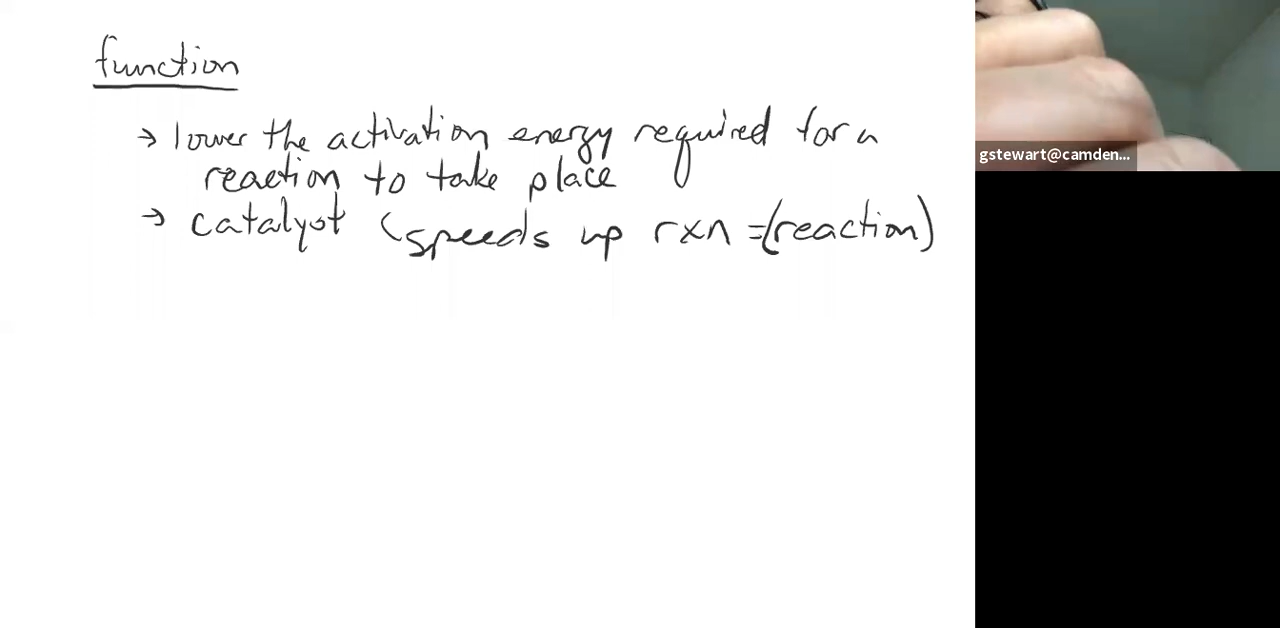 function
→ lower the activation energy required for a
reaction to take place
→ catalyst (speeds up rxn =(reaction)
gstewart@camden...